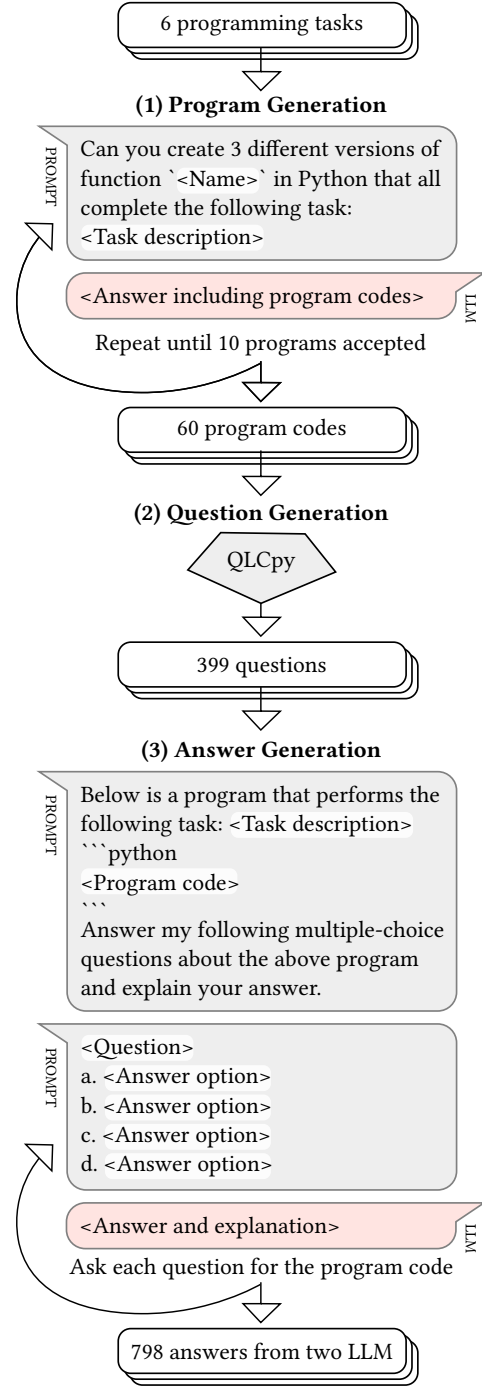 6 programming tasks
(1) Program Generation
PROMPT
Can you create 3 different versions of
function `<Name>` in Python that all
complete the following task:
<Task description>
<Answer including program codes>
LLM
Repeat until 10 programs accepted
60 program codes
(2) Question Generation
QLCpy
399 questions
(3) Answer Generation
PROMPT
Below is a program that performs the
following task: <Task description>
```python
<Program code>
```
Answer my following multiple-choice
questions about the above program
and explain your answer.
PROMPT
<Question>
a. <Answer option>
b. <Answer option>
c. <Answer option>
d. <Answer option>
<Answer and explanation>
LLM
Ask each question for the program code
798 answers from two LLM